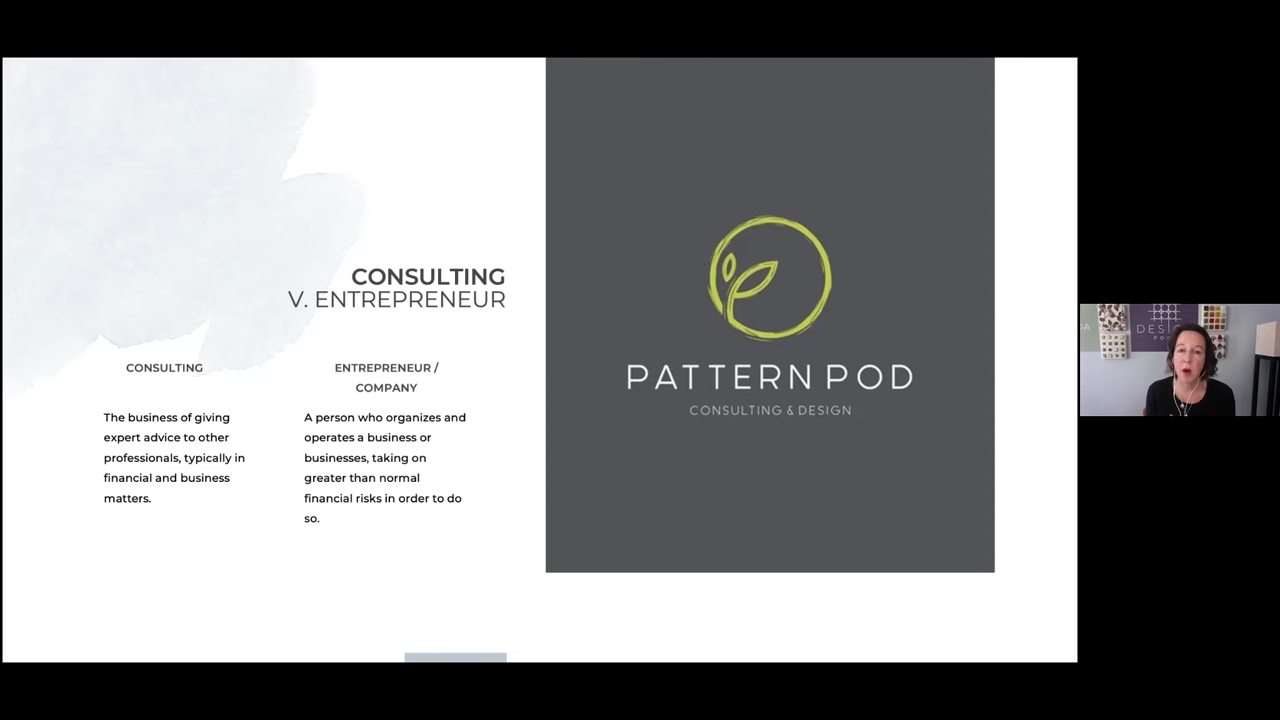 CONSULTING
V. ENTREPRENEUR
CONSULTING
The business of giving
expert advice to other
professionals, typically in
financial and business
matters.
ENTREPRENEUR /
COMPANY
A person who organizes and
operates a business or
businesses, taking on
greater than normal
financial risks in order to do
so.
PATTERN POD
CONSULTING & DESIGN